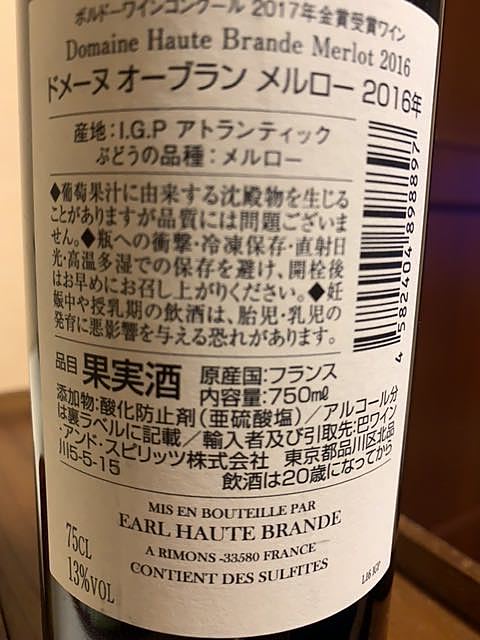 ボルドーワインコンクール 2017年金賞受賞ワイン
Domaine Haute Brande Merlot 2016
ドメーヌ オーブラン メルロー 2016年
産地：I.G.P アトランティック
ぶどうの品種：メルロー
◆葡萄果汁に由来する沈殿物を生じる
ことがありますが品質には問題ございま
せん。◆瓶への衝撃・冷凍保存・直射日
光・高温多湿での保存を避け、開栓後
はお早めにお召し上がりください。◆妊
娠中や授乳期の飲酒は、胎児・乳児の
発育に悪影響を与える恐れがあります。
4 582404 898897
品目 果実酒 原産国：フランス
内容量：750㎖
添加物：酸化防止剤（亜硫酸塩）／アルコール分
は裏ラベルに記載／輸入者及び引取先：巴ワイン
・アンド・スピリッツ株式会社 東京都品川区北品
川5-5-15
飲酒は20歳になってから
MIS EN BOUTEILLE PAR
EARL HAUTE BRANDE
A RIMONS -33580 FRANCE
CONTIENT DES SULFITES
75CL
13%VOL
L16 IGP